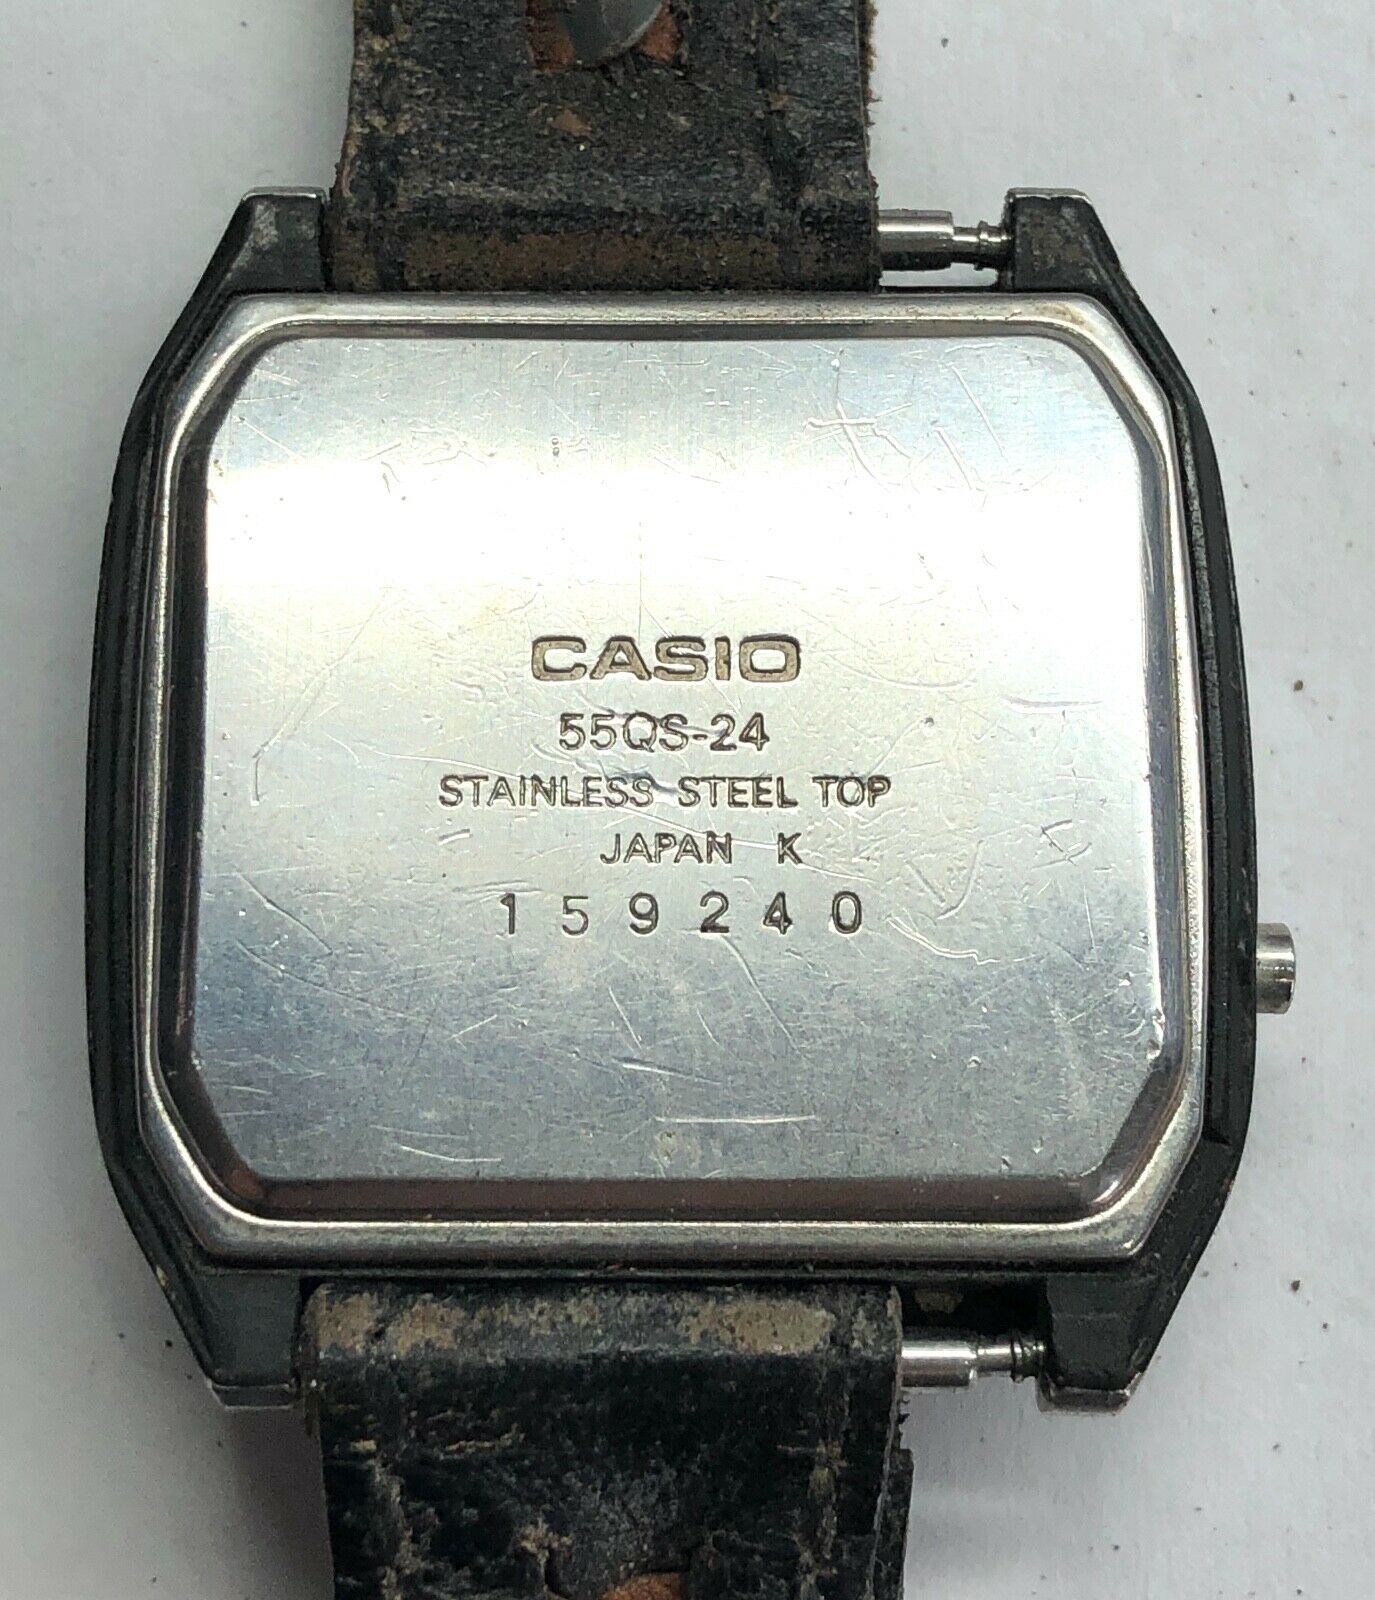 CASIO
55QS-24
STAINLESS STEEL TOP
JAPAN K
159240